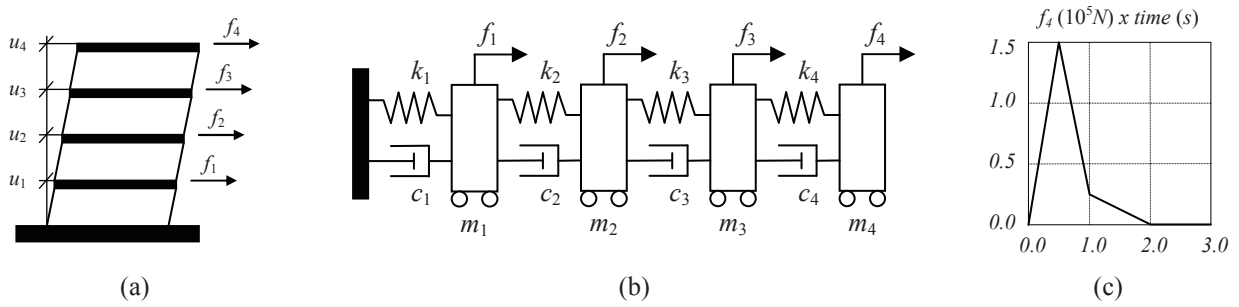 u4
u3
u2
u1
f4
f3
f2
f1
(a)
f1 f2 f3 f4
k1 k2 k3 k4
c1 c2 c3 c4
m1 m2 m3 m4
(b)
f4 (10^5N) x time (s)
1.5
1.0
0.5
0.0
0.0 1.0 2.0 3.0
(c)